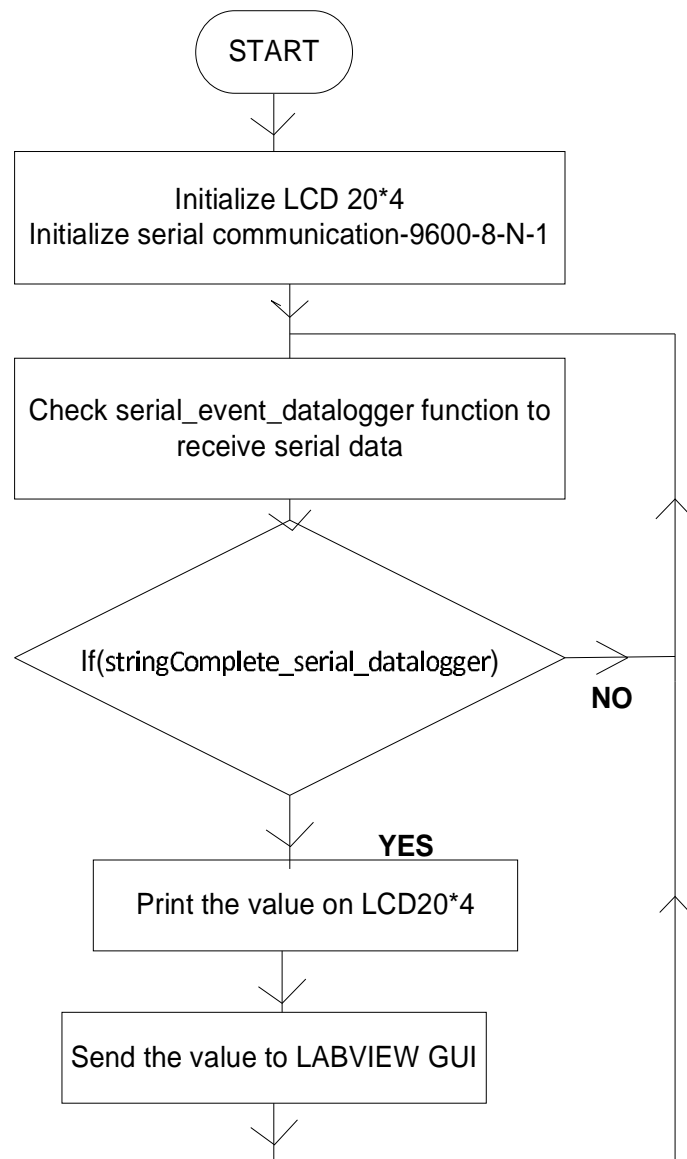 START
Initialize LCD 20*4
Initialize serial communication-9600-8-N-1
Check serial_event_datalogger function to
receive serial data
If(stringComplete_serial_datalogger)
NO
YES
Print the value on LCD20*4
Send the value to LABVIEW GUI